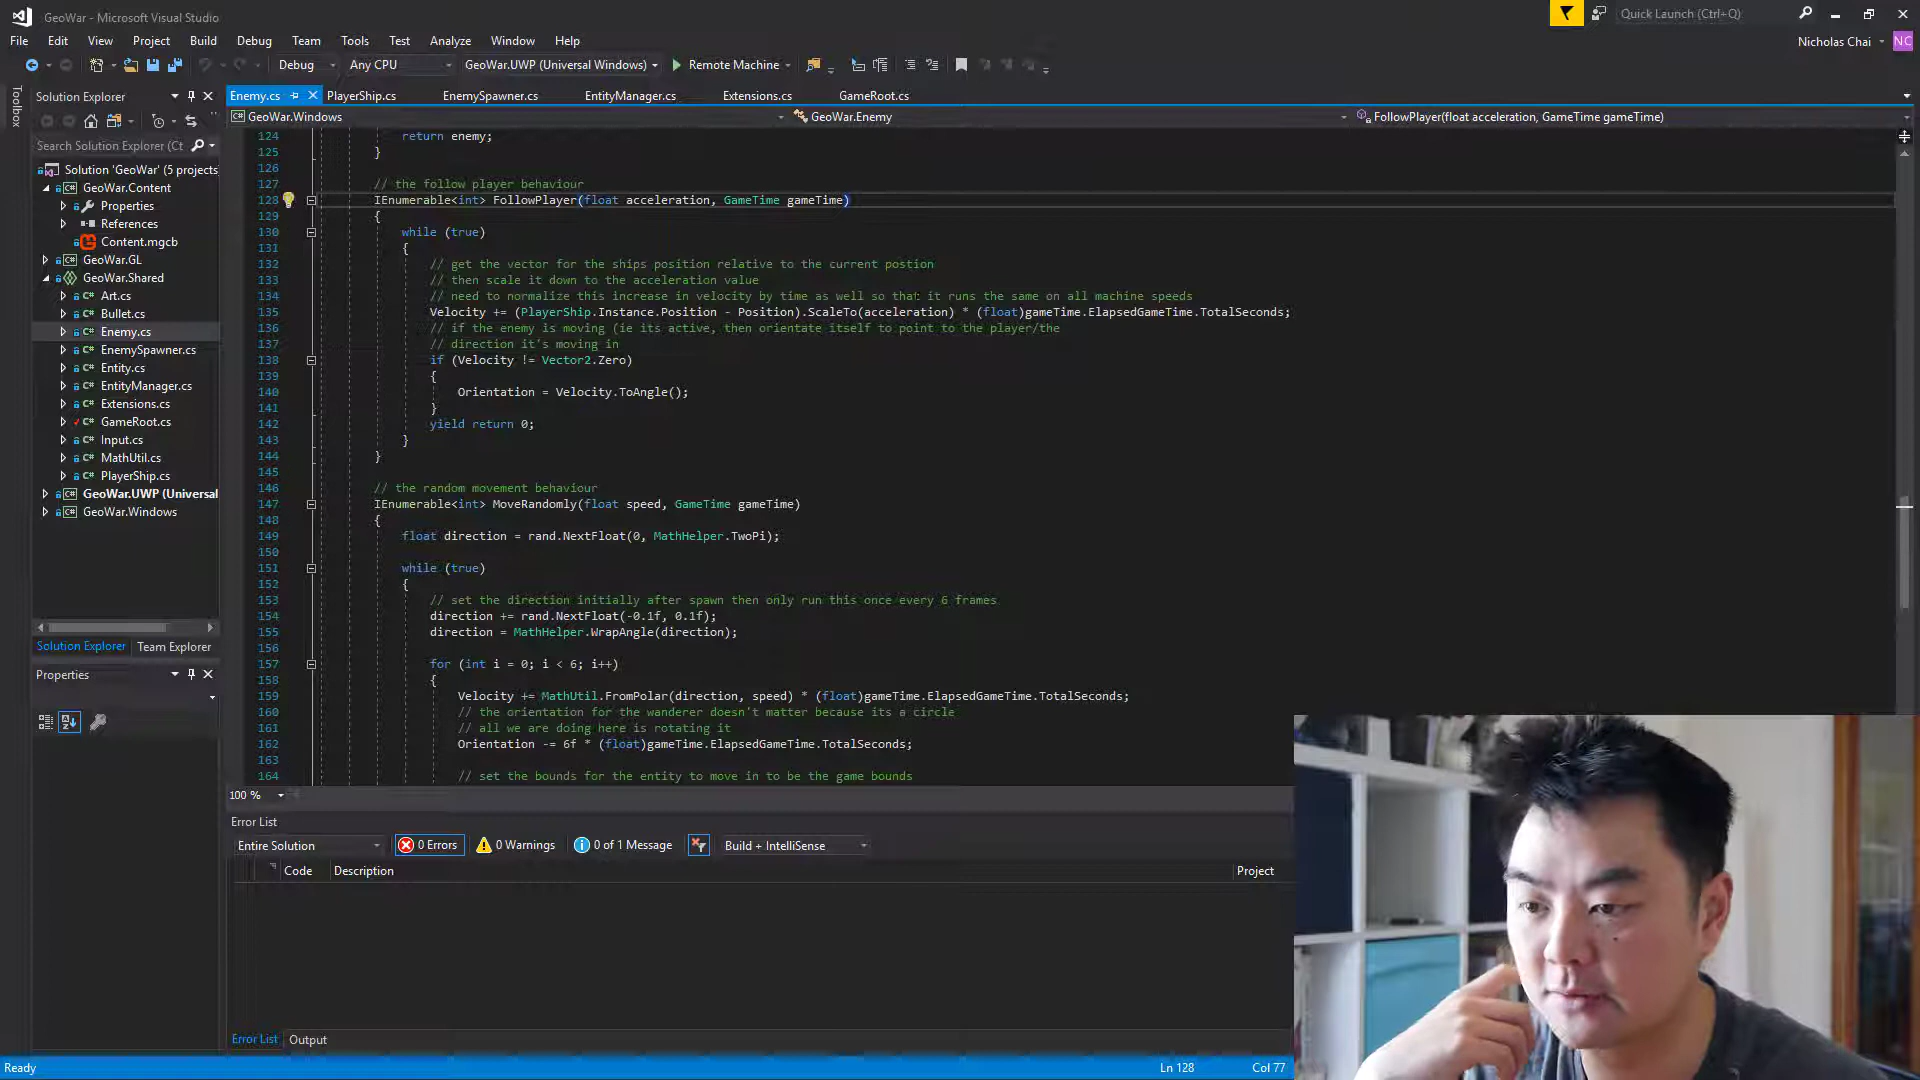 GeoWar - Microsoft Visual Studio
Quick Launch (Ctrl+Q)
File Edit View Project Build Debug Team Tools Test Analyze Window Help
Nicholas Chai NC
Debug Any CPU GeoWar.UWP (Universal Windows) Remote Machine
Toolbox
Solution Explorer
Search Solution Explorer (Ct
Solution 'GeoWar' (5 projects)
GeoWar.Content
Properties
References
Content.mgcb
GeoWar.GL
GeoWar.Shared
Art.cs
Bullet.cs
Enemy.cs
EnemySpawner.cs
Entity.cs
EntityManager.cs
Extensions.cs
GameRoot.cs
Input.cs
MathUtil.cs
PlayerShip.cs
GeoWar.UWP (Universal
GeoWar.Windows
Solution Explorer Team Explorer
Properties
Enemy.cs PlayerShip.cs EnemySpawner.cs EntityManager.cs Extensions.cs GameRoot.cs
GeoWar.Windows GeoWar.Enemy FollowPlayer(float acceleration, GameTime gameTime)
124 return enemy;
125 }
126
127 // the follow player behaviour
128 IEnumerable<int> FollowPlayer(float acceleration, GameTime gameTime)
129 {
130 while (true)
131 {
132 // get the vector for the ships position relative to the current postion
133 // then scale it down to the acceleration value
134 // need to normalize this increase in velocity by time as well so that it runs the same on all machine speeds
135 Velocity += (PlayerShip.Instance.Position - Position).ScaleTo(acceleration) * (float)gameTime.ElapsedGameTime.TotalSeconds;
136 // if the enemy is moving (ie its active, then orientate itself to point to the player/the
137 // direction it's moving in
138 if (Velocity != Vector2.Zero)
139 {
140 Orientation = Velocity.ToAngle();
141 }
142 yield return 0;
143 }
144 }
145
146 // the random movement behaviour
147 IEnumerable<int> MoveRandomly(float speed, GameTime gameTime)
148 {
149 float direction = rand.NextFloat(0, MathHelper.TwoPi);
150
151 while (true)
152 {
153 // set the direction initially after spawn then only run this once every 6 frames
154 direction += rand.NextFloat(-0.1f, 0.1f);
155 direction = MathHelper.WrapAngle(direction);
156
157 for (int i = 0; i < 6; i++)
158 {
159 Velocity += MathUtil.FromPolar(direction, speed) * (float)gameTime.ElapsedGameTime.TotalSeconds;
160 // the orientation for the wanderer doesn't matter because its a circle
161 // all we are doing here is rotating it
162 Orientation -= 6f * (float)gameTime.ElapsedGameTime.TotalSeconds;
163
164 // set the bounds for the entity to move in to be the game bounds
100 %
Error List
Entire Solution 0 Errors 0 Warnings 0 of 1 Message Build + IntelliSense
Code Description Project
Error List Output
Ready Ln 128 Col 77